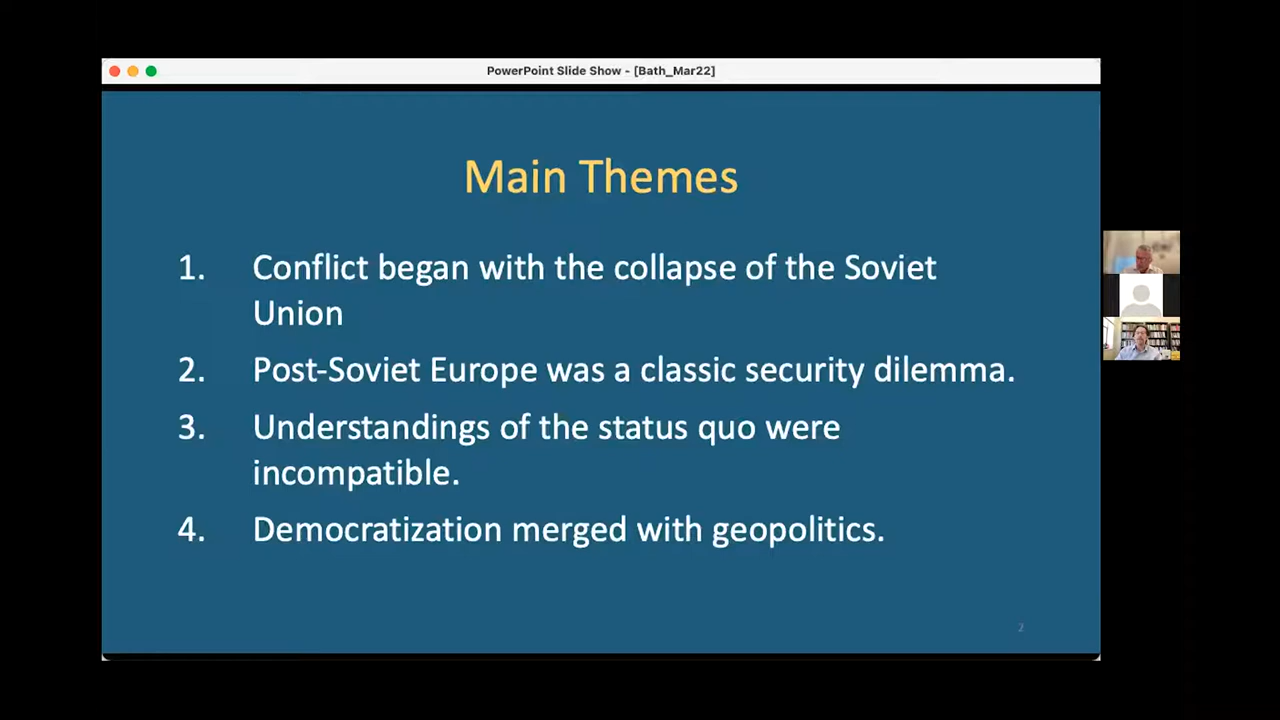 PowerPoint Slide Show - [Bath_Mar22]
Main Themes
1. Conflict began with the collapse of the Soviet
Union
2. Post-Soviet Europe was a classic security dilemma.
3. Understandings of the status quo were
incompatible.
4. Democratization merged with geopolitics.
2